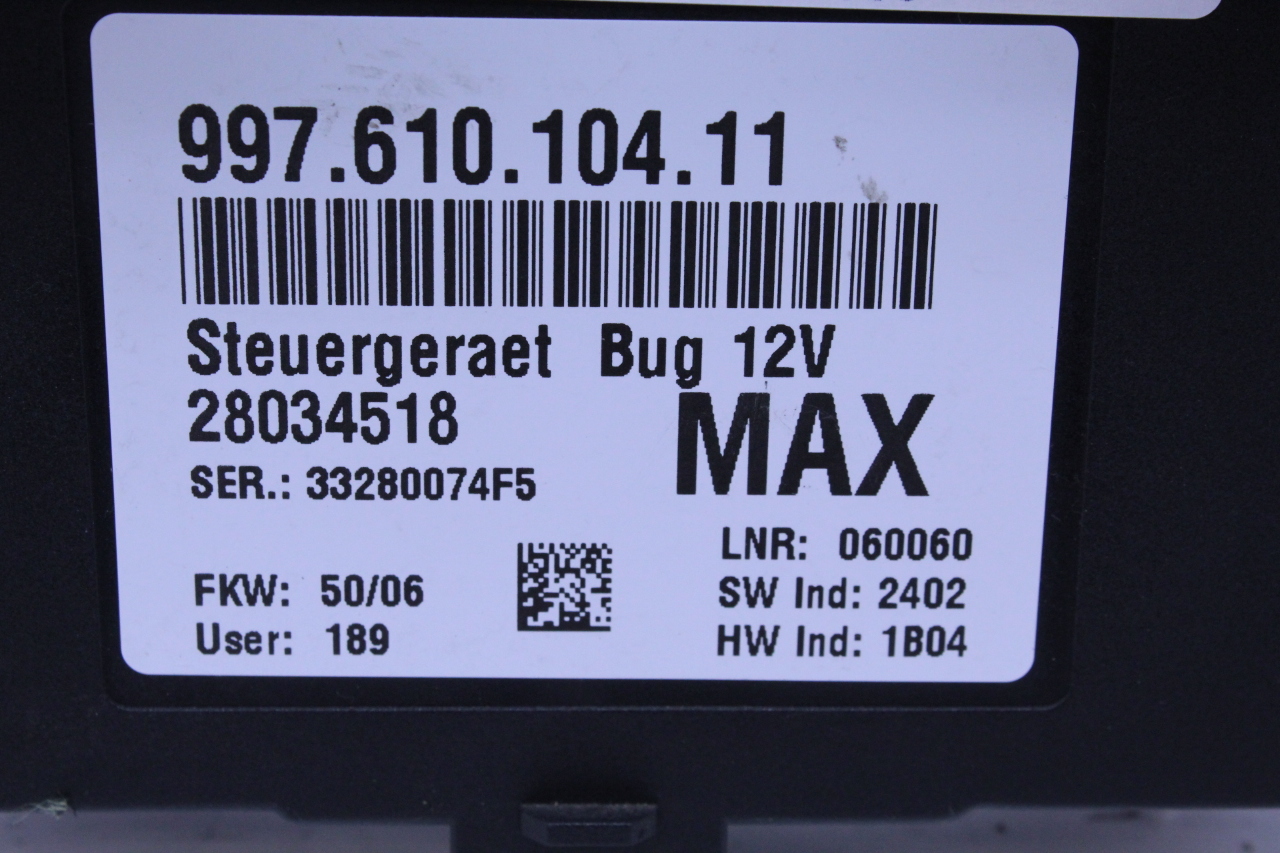 997.610.104.11
Steuergeraet Bug 12V
28034518
MAX
SER.: 33280074F5
LNR: 060060
FKW: 50/06
SW Ind: 2402
User: 189
HW Ind: 1B04